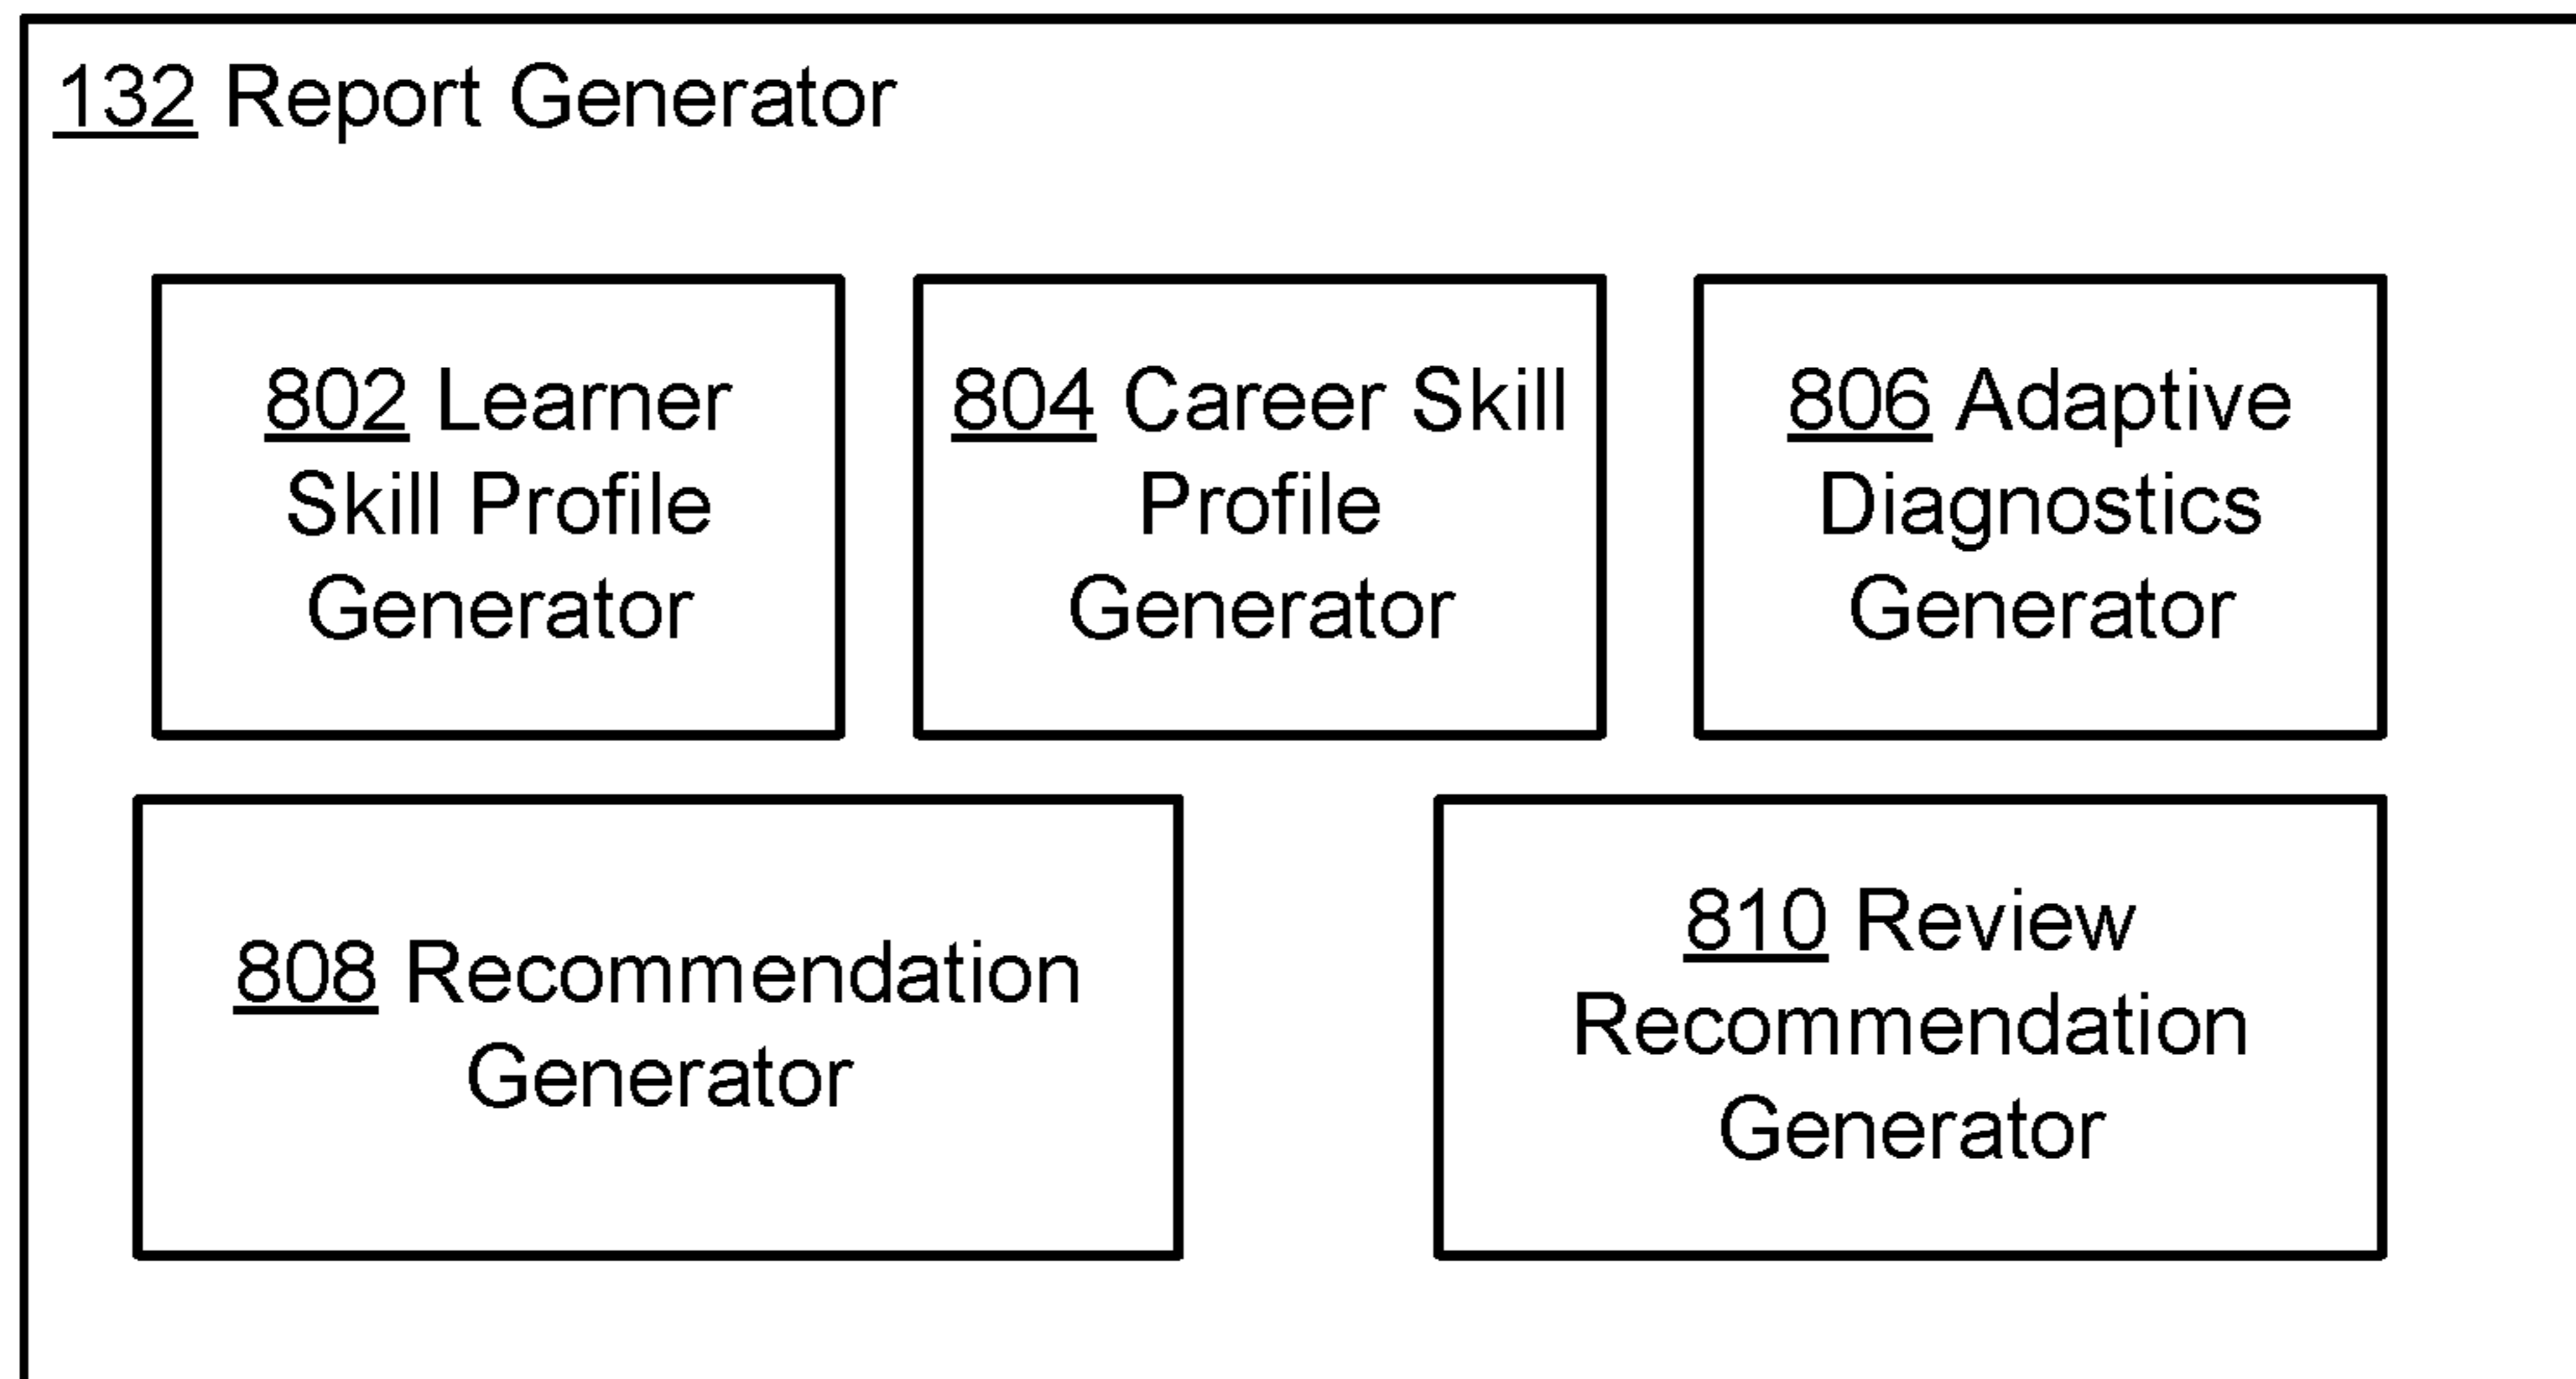 132 Report Generator
802 Learner
Skill Profile
Generator
804 Career Skill
Profile
Generator
806 Adaptive
Diagnostics
Generator
808 Recommendation
Generator
810 Review
Recommendation
Generator